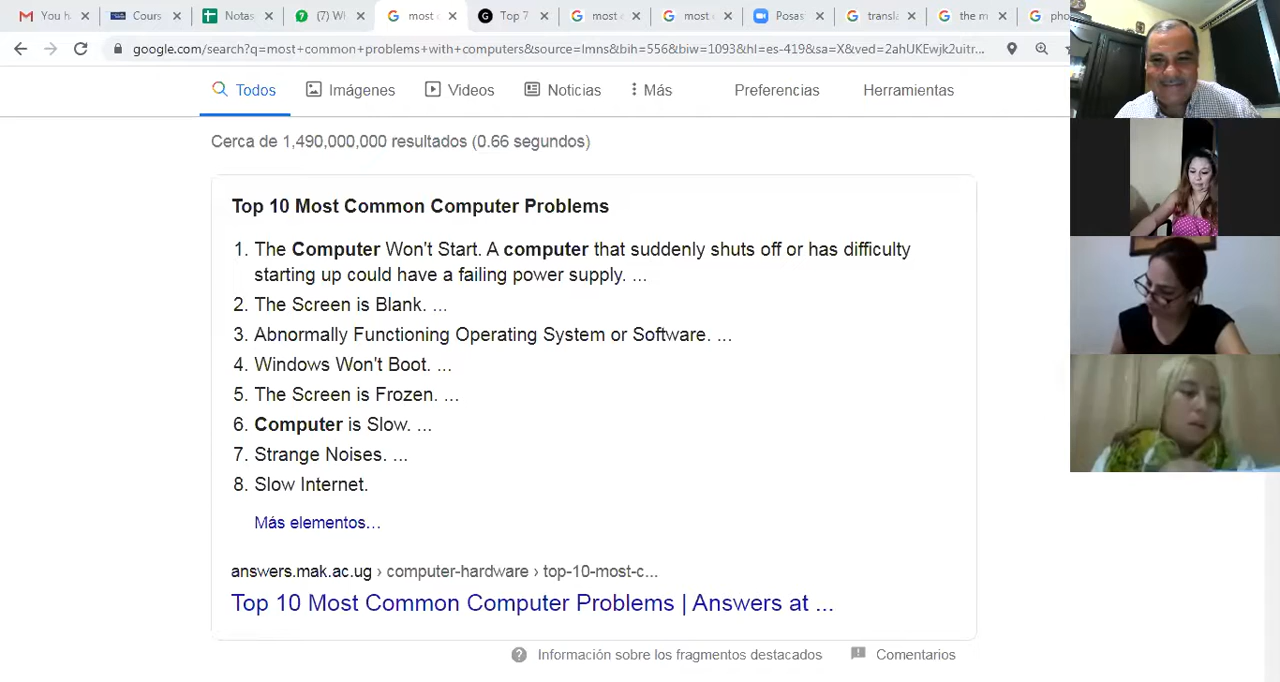 You h
Cours
Notas
(7) W
most c
Top 7
most
most
Posas
transla
the m
pho
google.com/search?q=most+common+problems+with+computers&source=lmns&bih=556&biw=1093&hl=es-419&sa=X&ved=2ahUKEwjk2uitr...
Todos
Imágenes
Videos
Noticias
Más
Preferencias
Herramientas
Cerca de 1,490,000,000 resultados (0.66 segundos)
Top 10 Most Common Computer Problems
1. The Computer Won't Start. A computer that suddenly shuts off or has difficulty
starting up could have a failing power supply. ...
2. The Screen is Blank. ...
3. Abnormally Functioning Operating System or Software. ...
4. Windows Won't Boot. ...
5. The Screen is Frozen. ...
6. Computer is Slow. ...
7. Strange Noises. ...
8. Slow Internet.
Más elementos...
answers.mak.ac.ug › computer-hardware › top-10-most-c...
Top 10 Most Common Computer Problems | Answers at ...
Información sobre los fragmentos destacados
Comentarios